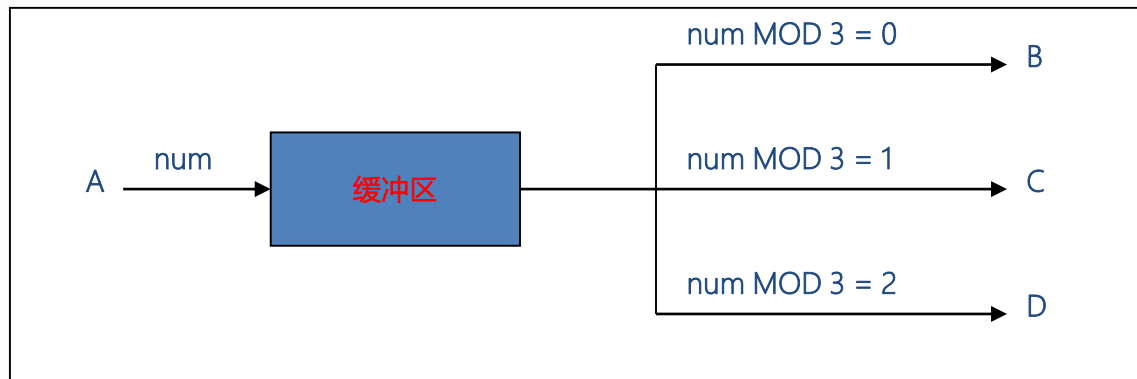 num MOD 3 = 0
B
num
num MOD 3 = 1
A
缓冲区
C
num MOD 3 = 2
D